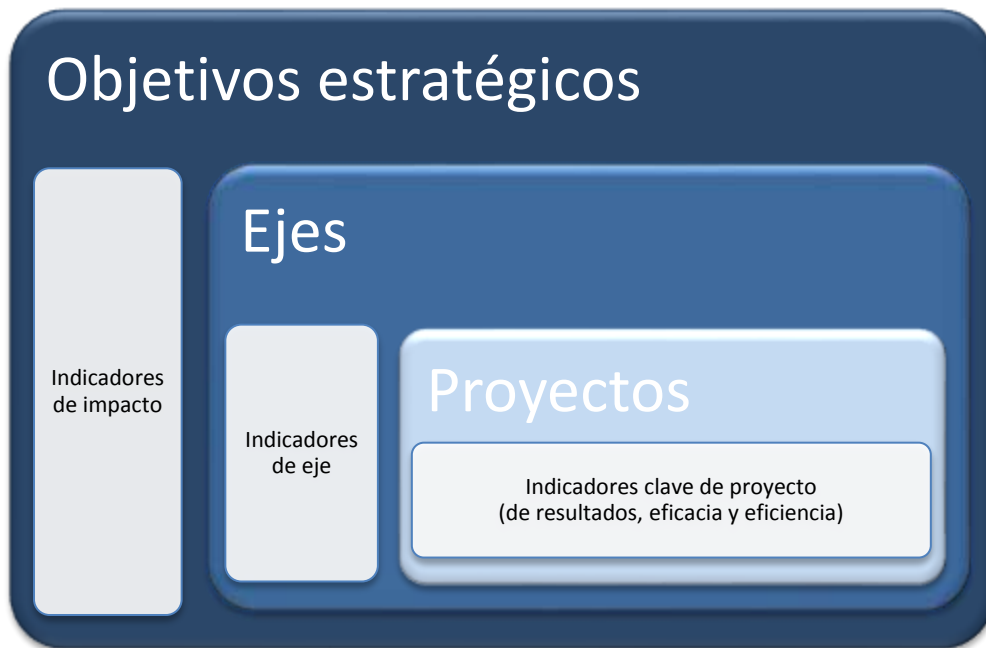 Objetivos estratégicos
Ejes
Indicadores
de impacto
Proyectos
Indicadores
de eje
Indicadores clave de proyecto
(de resultados, eficacia y eficiencia)